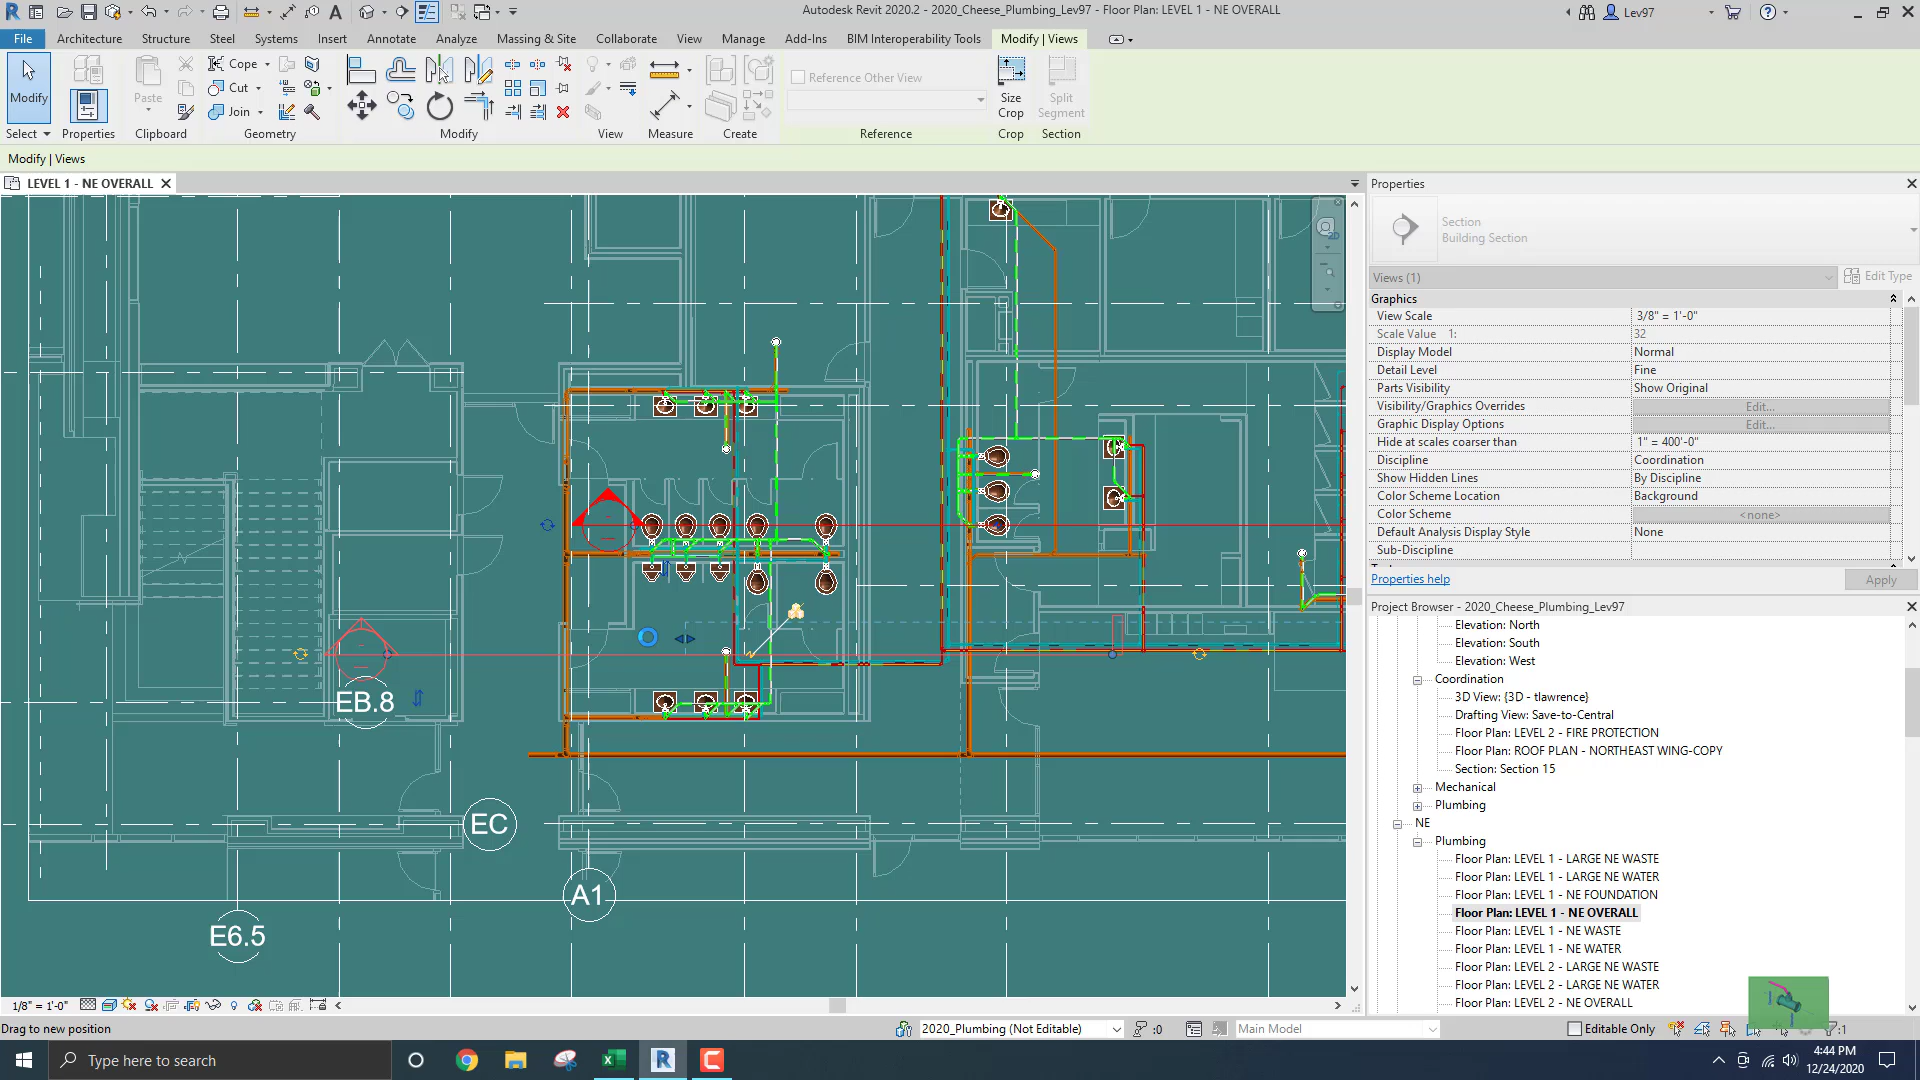 Autodesk Revit 2020.2 - 2020_Cheese_Plumbing_Lev97 - Floor Plan: LEVEL 1 - NE OVERALL
Lev97
File Architecture Structure Steel Systems Insert Annotate Analyze Massing & Site Collaborate View Manage Add-Ins BIM Interoperability Tools Modify | Views
Cope
Reference Other View
Modify
Paste
Cut
Size
Crop
Split
Segment
Join
Select Properties Clipboard Geometry Modify View Measure Create Reference Crop Section
Modify | Views
LEVEL 1 - NE OVERALL
EB.8
EC
A1
E6.5
Properties
Section
Building Section
Views (1)
Edit Type
Graphics
View Scale 3/8" = 1'-0"
Scale Value 1: 32
Display Model Normal
Detail Level Fine
Parts Visibility Show Original
Visibility/Graphics Overrides Edit...
Graphic Display Options Edit...
Hide at scales coarser than 1" = 400'-0"
Discipline Coordination
Show Hidden Lines By Discipline
Color Scheme Location Background
Color Scheme <none>
Default Analysis Display Style None
Sub-Discipline
Properties help
Apply
Project Browser - 2020_Cheese_Plumbing_Lev97
Elevation: North
Elevation: South
Elevation: West
Coordination
3D View: {3D - tlawrence}
Drafting View: Save-to-Central
Floor Plan: LEVEL 2 - FIRE PROTECTION
Floor Plan: ROOF PLAN - NORTHEAST WING-COPY
Section: Section 15
Mechanical
Plumbing
NE
Plumbing
Floor Plan: LEVEL 1 - LARGE NE WASTE
Floor Plan: LEVEL 1 - LARGE NE WATER
Floor Plan: LEVEL 1 - NE FOUNDATION
Floor Plan: LEVEL 1 - NE OVERALL
Floor Plan: LEVEL 1 - NE WASTE
Floor Plan: LEVEL 1 - NE WATER
Floor Plan: LEVEL 2 - LARGE NE WASTE
Floor Plan: LEVEL 2 - LARGE NE WATER
Floor Plan: LEVEL 2 - NE OVERALL
1/8" = 1'-0"
Drag to new position
2020_Plumbing (Not Editable)
:0
Main Model
Editable Only
:1
Type here to search
4:44 PM
12/24/2020